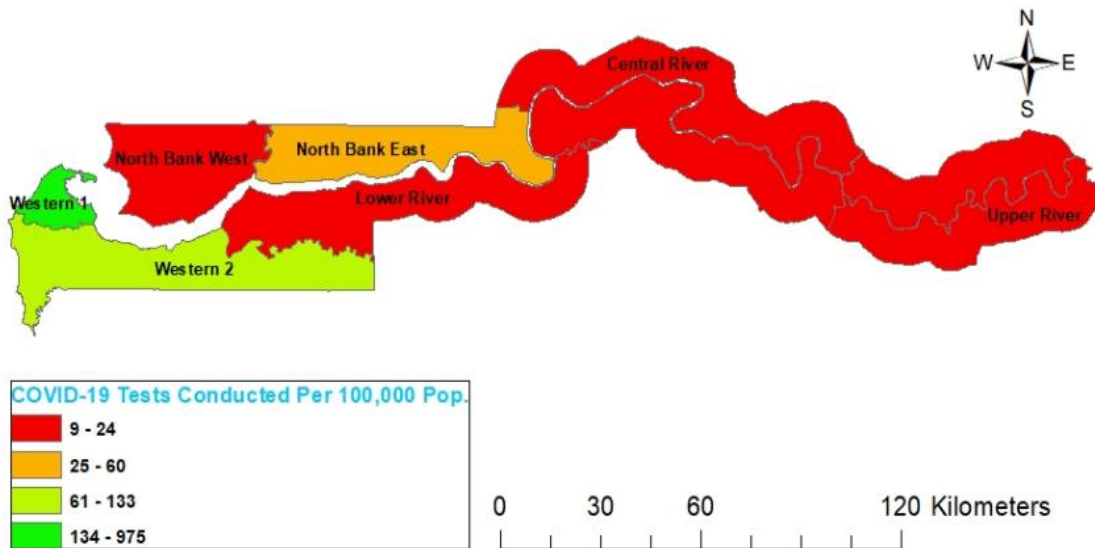 N
W E
S
Central River
North Bank West
North Bank East
Lower River
Western 1
Upper River
Western 2
COVID-19 Tests Conducted Per 100,000 Pop.
9 - 24
25 - 60
61 - 133
134 - 975
0 30 60 120 Kilometers